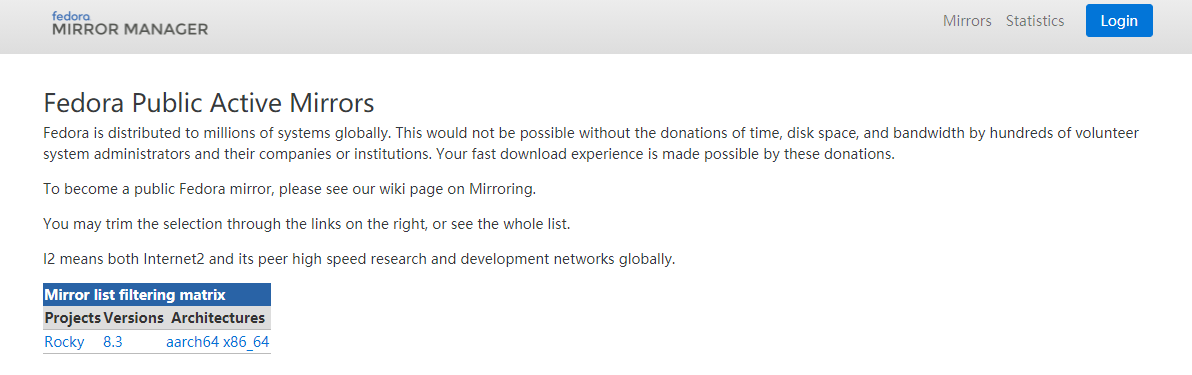 fedora
MIRROR MANAGER
Mirrors Statistics Login
Fedora Public Active Mirrors
Fedora is distributed to millions of systems globally. This would not be possible without the donations of time, disk space, and bandwidth by hundreds of volunteer
system administrators and their companies or institutions. Your fast download experience is made possible by these donations.
To become a public Fedora mirror, please see our wiki page on Mirroring.
You may trim the selection through the links on the right, or see the whole list.
I2 means both Internet2 and its peer high speed research and development networks globally.
Mirror list filtering matrix
Projects Versions Architectures
Rocky 8.3 aarch64 x86_64